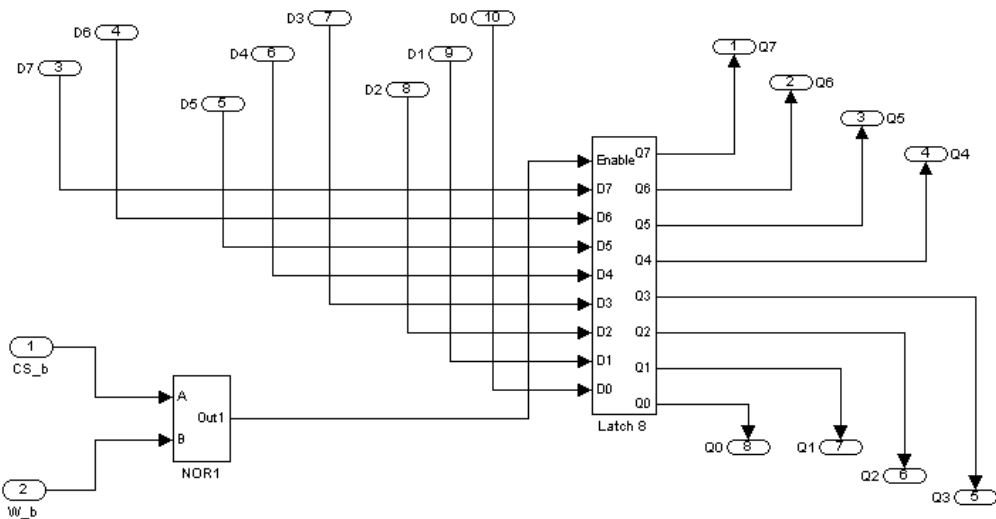 D3 7
D0 10
D6 4
D4 6
D1 9
1 Q7
D7 3
D2 8
2 Q6
D5 5
3 Q5
4 Q4
Enable
D7
D6
D5
D4
D3
D2
D1
D0
Q7
Q6
Q5
Q4
Q3
Q2
Q1
Q0
Latch 8
1
CS_b
A
B
Out1
NOR1
2
W_b
Q0 8
Q1 7
Q2 6
Q3 5